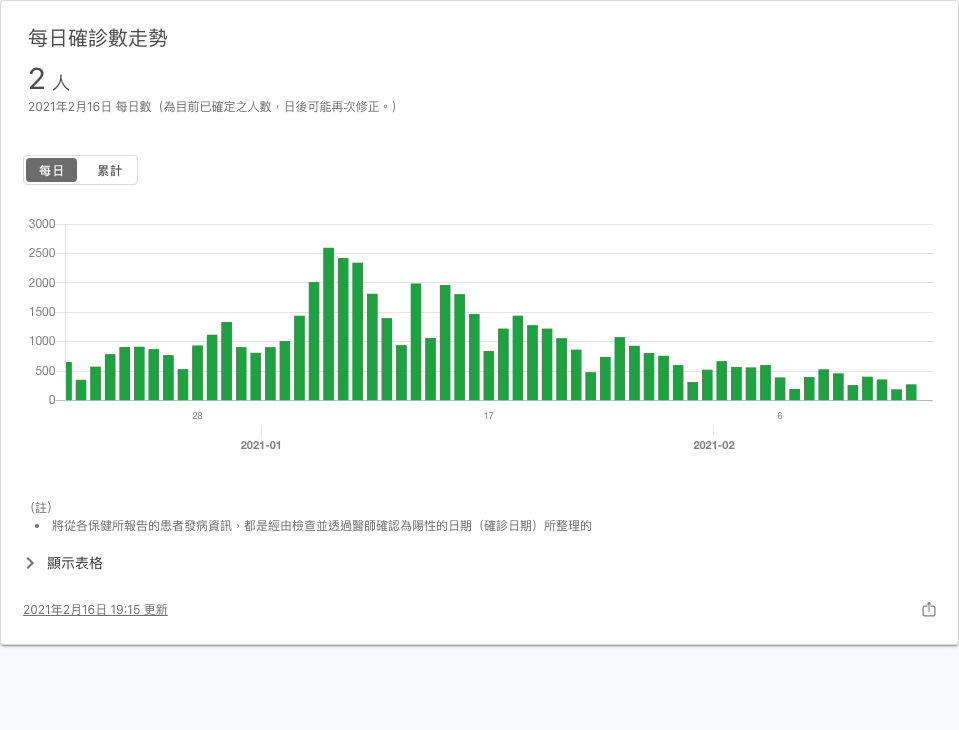 每日確診數走勢
2 人
2021年2月16日 每日數（為目前已確定之人數，日後可能再次修正。）
每日 累計
3000
2500
2000
1500
1000
500
0
28 17 6
2021-01 2021-02
（註）
• 將從各保健所報告的患者發病資訊，都是經由檢查並透過醫師確認為陽性的日期（確診日期）所整理的
顯示表格
2021年2月16日 19:15 更新